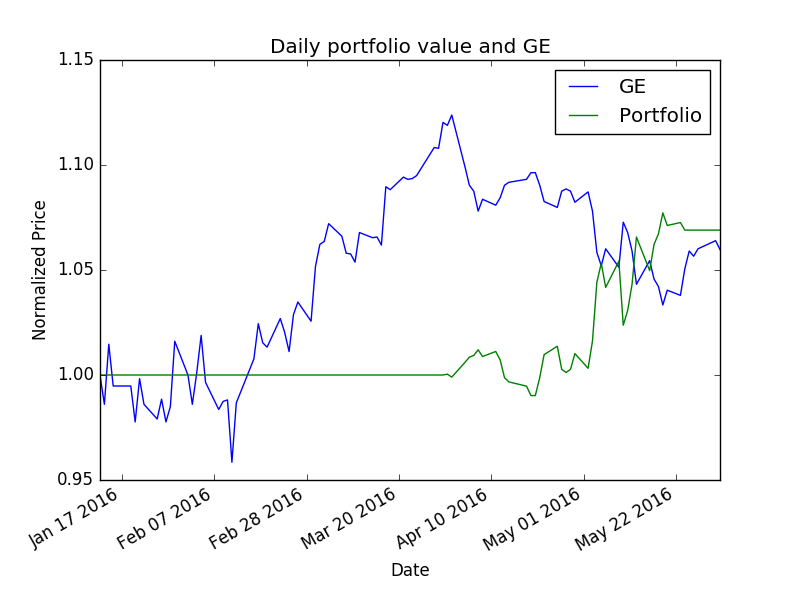 Daily portfolio value and GE
GE
Portfolio
1.15
1.10
1.05
1.00
0.95
Normalized Price
Jan 17 2016
Feb 07 2016
Feb 28 2016
Mar 20 2016
Apr 10 2016
May 01 2016
May 22 2016
Date